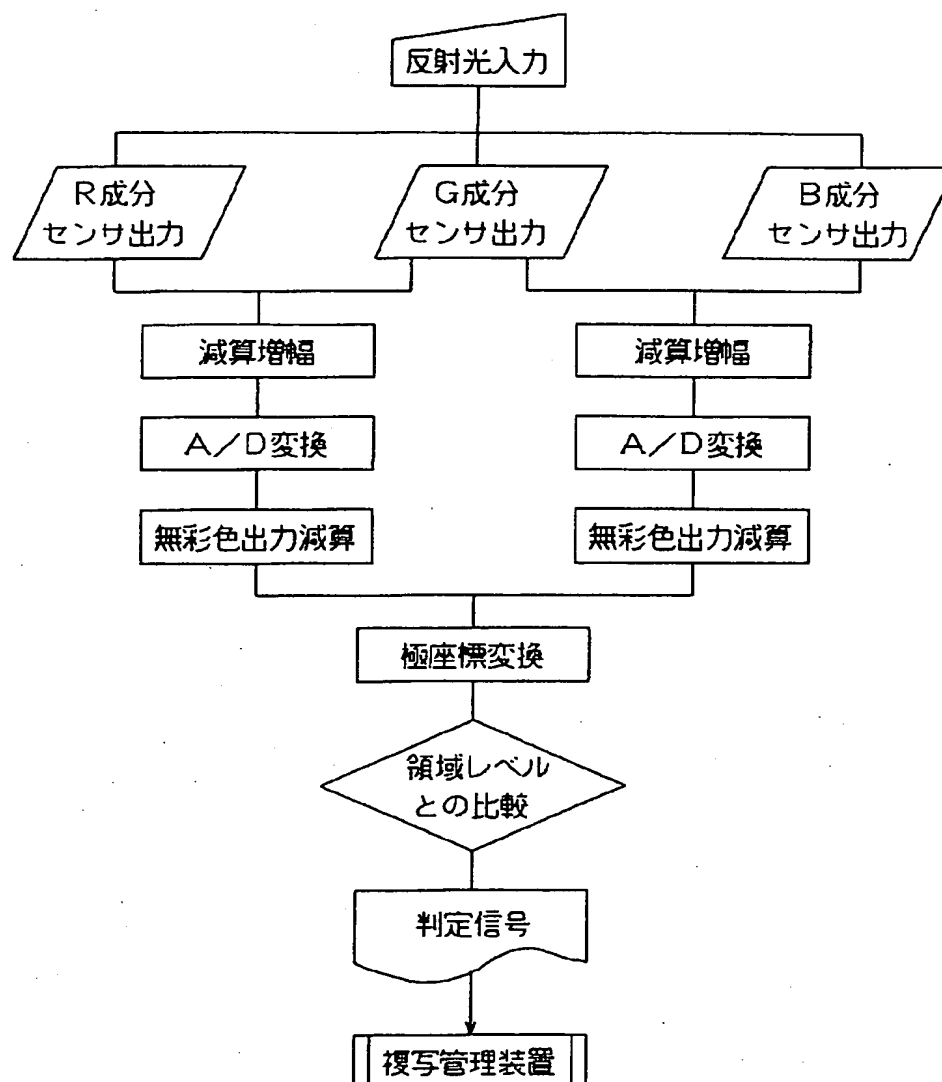 反射光入力
R成分
センサ出力
G成分
センサ出力
B成分
センサ出力
減算増幅
減算増幅
A/D変換
A/D変換
無彩色出力減算
無彩色出力減算
極座標変換
領域レベル
との比較
判定信号
複写管理装置